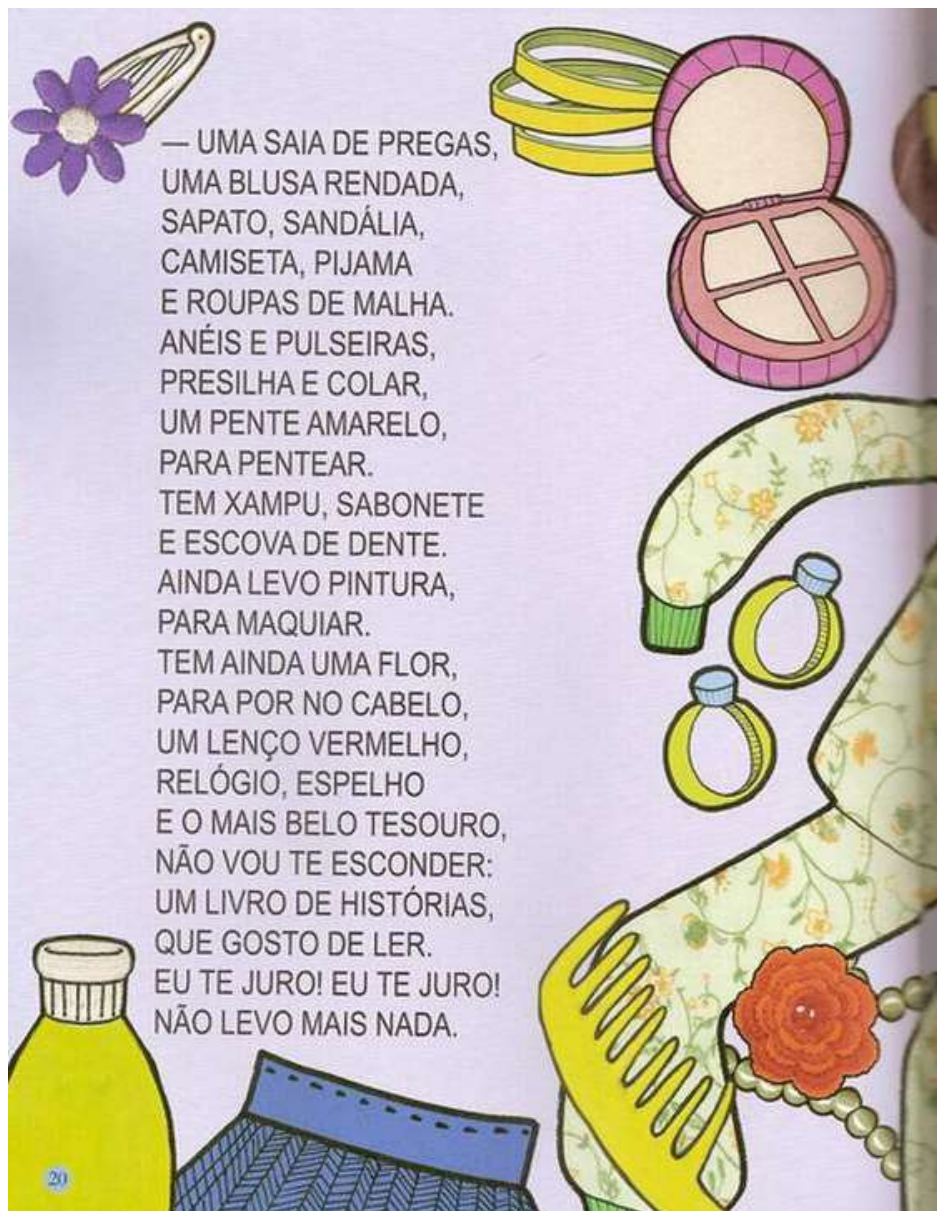 — UMA SAIA DE PREGAS,
UMA BLUSA RENDADA,
SAPATO, SANDÁLIA,
CAMISETA, PIJAMA
E ROUPAS DE MALHA.
ANÉIS E PULSEIRAS,
PRESILHA E COLAR,
UM PENTE AMARELO,
PARA PENTEAR.
TEM XAMPU, SABONETE
E ESCOVA DE DENTE.
AINDA LEVO PINTURA,
PARA MAQUIAR.
TEM AINDA UMA FLOR,
PARA POR NO CABELO,
UM LENÇO VERMELHO,
RELÓGIO, ESPELHO
E O MAIS BELO TESOURO,
NÃO VOU TE ESCONDER:
UM LIVRO DE HISTÓRIAS,
QUE GOSTO DE LER.
EU TE JURO! EU TE JURO!
NÃO LEVO MAIS NADA.
20